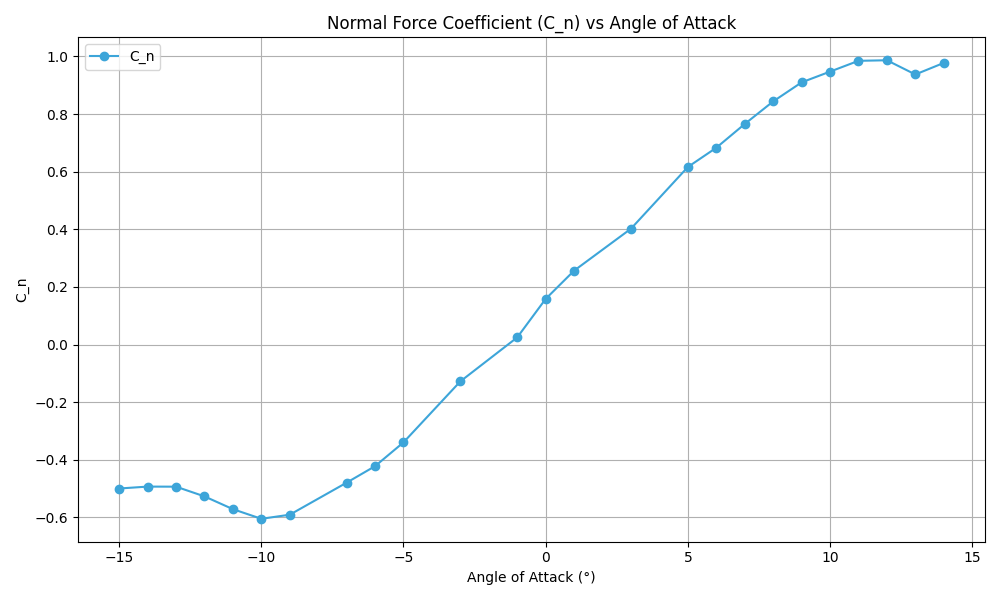 Normal Force Coefficient (C_n) vs Angle of Attack
C_n
1.0
0.8
0.6
0.4
0.2
0.0
−0.2
−0.4
−0.6
C_n
−15 −10 −5 0 5 10 15
Angle of Attack (°)